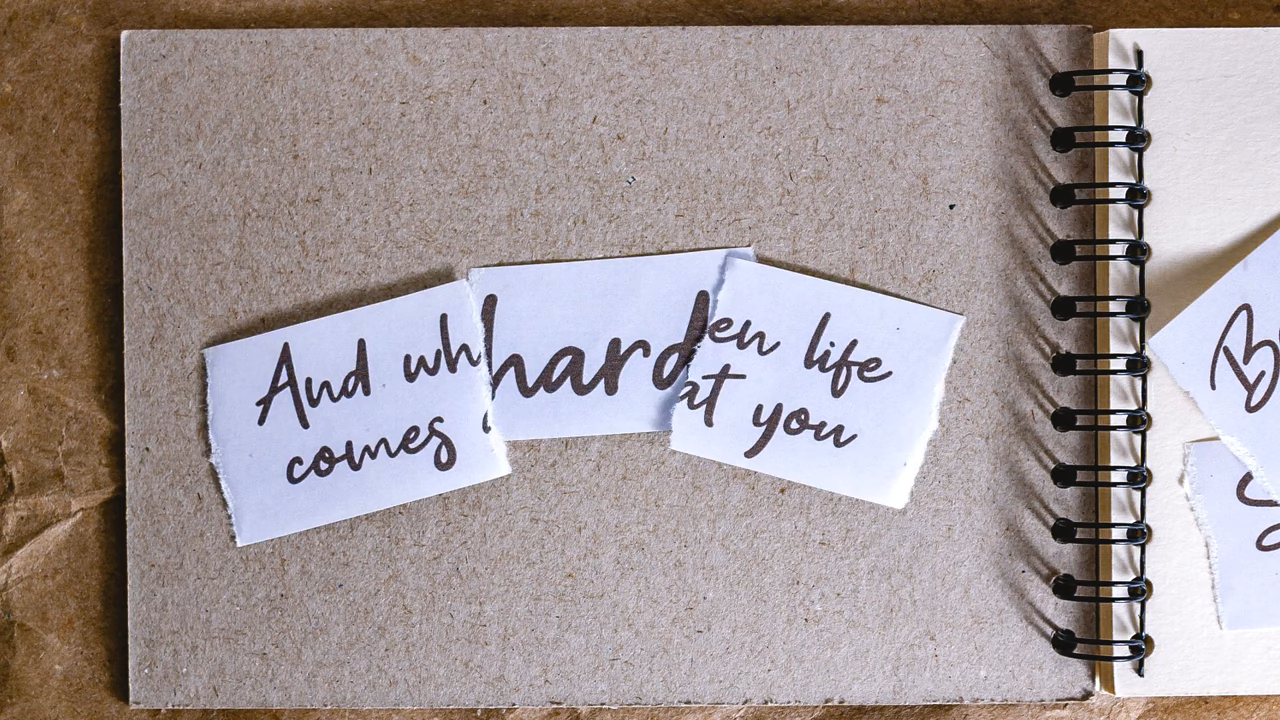 And wh
comes
hard
en life
at you